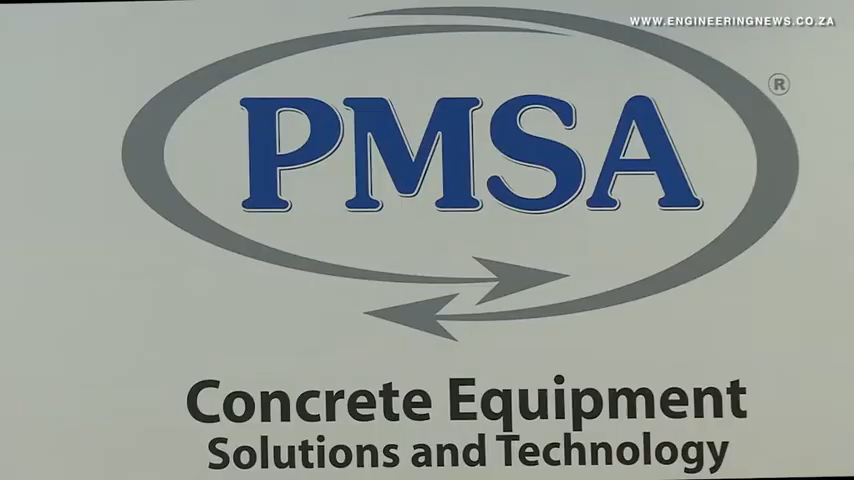 WWW.ENGINEERINGNEWS.CO.ZA
PMSA®
Concrete Equipment
Solutions and Technology